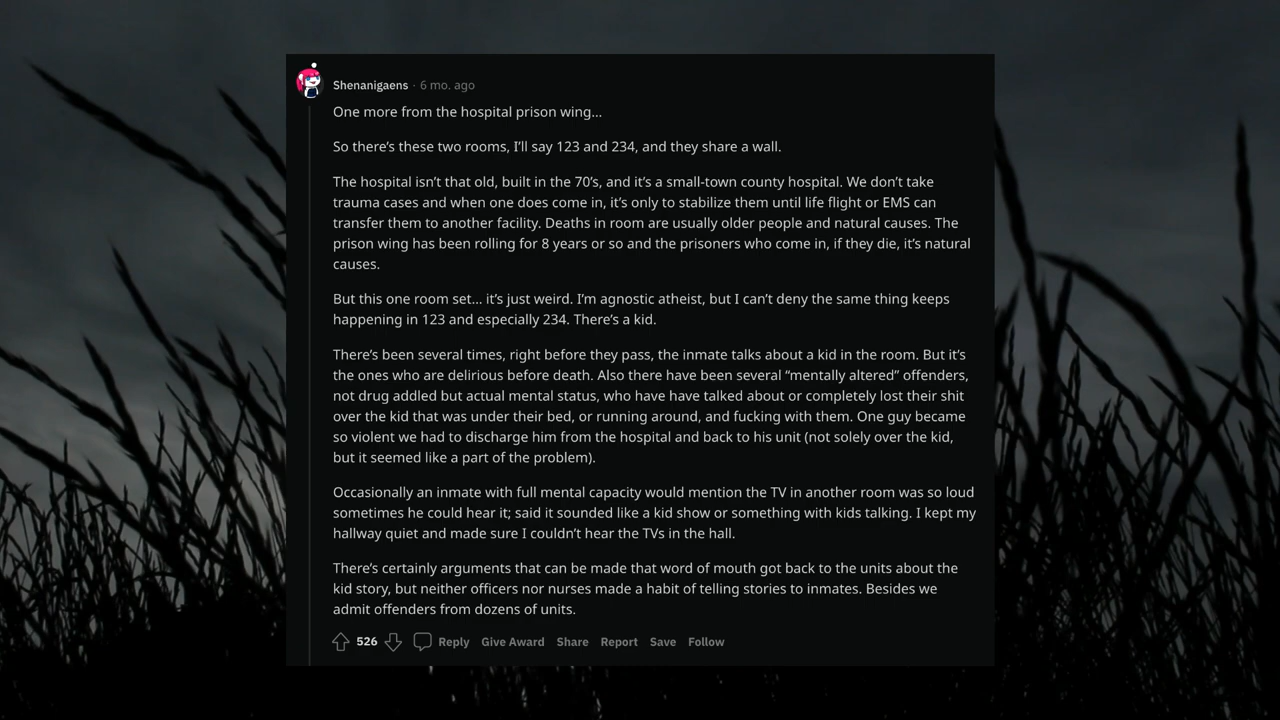 Shenanigaens · 6 mo. ago
One more from the hospital prison wing...
So there's these two rooms, I'll say 123 and 234, and they share a wall.
The hospital isn't that old, built in the 70's, and it's a small-town county hospital. We don't take
trauma cases and when one does come in, it's only to stabilize them until life flight or EMS can
transfer them to another facility. Deaths in room are usually older people and natural causes. The
prison wing has been rolling for 8 years or so and the prisoners who come in, if they die, it's natural
causes.
But this one room set... it's just weird. I'm agnostic atheist, but I can't deny the same thing keeps
happening in 123 and especially 234. There's a kid.
There's been several times, right before they pass, the inmate talks about a kid in the room. But it's
the ones who are delirious before death. Also there have been several “mentally altered” offenders,
not drug addled but actual mental status, who have have talked about or completely lost their shit
over the kid that was under their bed, or running around, and fucking with them. One guy became
so violent we had to discharge him from the hospital and back to his unit (not solely over the kid,
but it seemed like a part of the problem).
Occasionally an inmate with full mental capacity would mention the TV in another room was so loud
sometimes he could hear it; said it sounded like a kid show or something with kids talking. I kept my
hallway quiet and made sure I couldn't hear the TVs in the hall.
There's certainly arguments that can be made that word of mouth got back to the units about the
kid story, but neither officers nor nurses made a habit of telling stories to inmates. Besides we
admit offenders from dozens of units.
526 Reply Give Award Share Report Save Follow